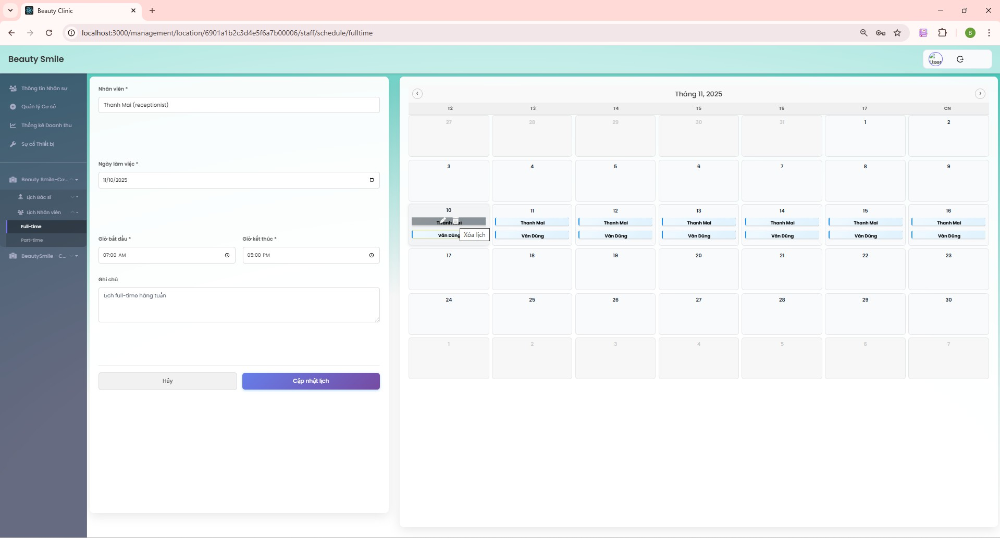 Beauty Clinic
localhost:3000/management/location/6901a1b2c3d4e5f6a7b00006/staff/schedule/fulltime
B
Beauty Smile
User
Thông tin Nhân sự
Quản lý Cơ sở
Thống kê Doanh thu
Sự cố Thiết bị
Beauty Smile-Cơ...
Lịch Bác sĩ
Lịch Nhân viên
Full-time
Part-time
BeautySmile - C...
Nhân viên *
Thanh Mai (receptionist)
Ngày làm việc *
11/10/2025
Giờ bắt đầu * Giờ kết thúc *
07:00 AM 05:00 PM
Ghi chú
Lịch full-time hàng tuần
Hủy Cập nhật lịch
Tháng 11, 2025
T2 T3 T4 T5 T6 T7 CN
27 28 29 30 31 1 2
3 4 5 6 7 8 9
10 11 12 13 14 15 16
Thanh Mai Thanh Mai Thanh Mai Thanh Mai Thanh Mai Thanh Mai Thanh Mai
Văn Dũng Văn Dũng Văn Dũng Văn Dũng Văn Dũng Văn Dũng Văn Dũng
Xóa lịch
17 18 19 20 21 22 23
24 25 26 27 28 29 30
1 2 3 4 5 6 7